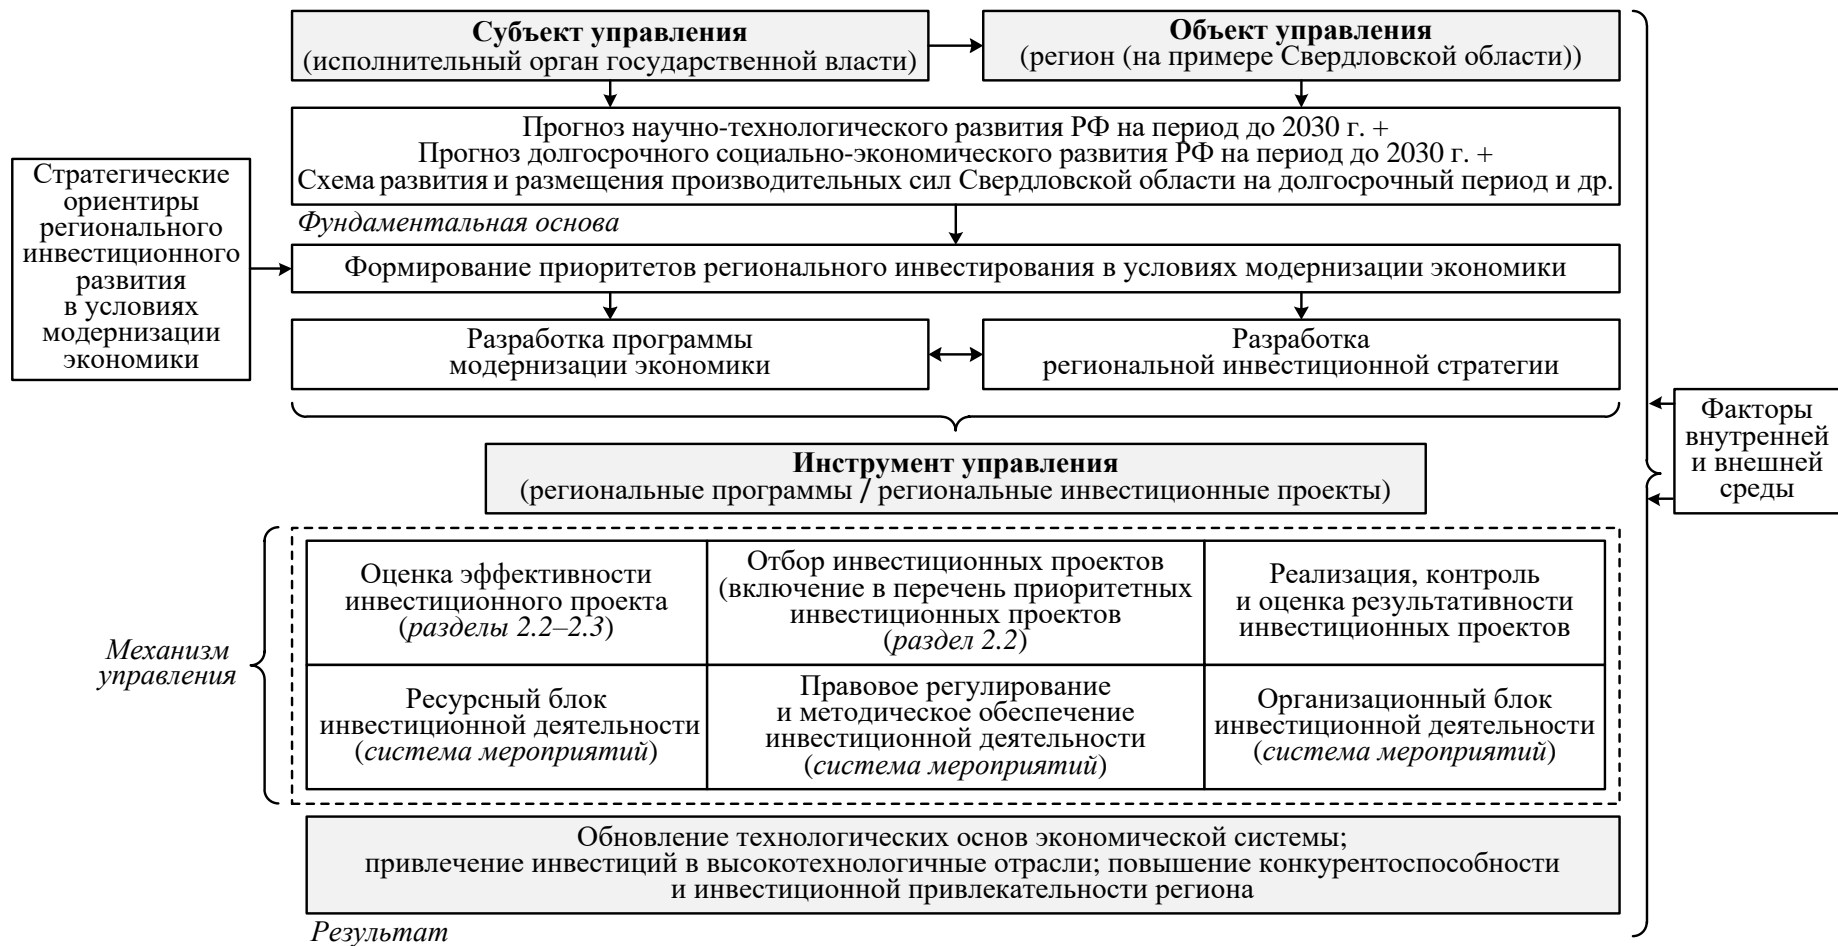 Субъект управления
(исполнительный орган государственной власти)
Объект управления
(регион (на примере Свердловской области))
Прогноз научно-технологического развития РФ на период до 2030 г. +
Прогноз долгосрочного социально-экономического развития РФ на период до 2030 г. +
Схема развития и размещения производительных сил Свердловской области на долгосрочный период и др.
Фундаментальная основа
Стратегические
ориентиры
регионального
инвестиционного
развития
в условиях
модернизации
экономики
Формирование приоритетов регионального инвестирования в условиях модернизации экономики
Разработка программы
модернизации экономики
Разработка
региональной инвестиционной стратегии
Факторы
внутренней
и внешней
среды
Инструмент управления
(региональные программы / региональные инвестиционные проекты)
Механизм
управления
Оценка эффективности
инвестиционного проекта
(разделы 2.2–2.3)
Отбор инвестиционных проектов
(включение в перечень приоритетных
инвестиционных проектов
(раздел 2.2)
Реализация, контроль
и оценка результативности
инвестиционных проектов
Ресурсный блок
инвестиционной деятельности
(система мероприятий)
Правовое регулирование
и методическое обеспечение
инвестиционной деятельности
(система мероприятий)
Организационный блок
инвестиционной деятельности
(система мероприятий)
Обновление технологических основ экономической системы;
привлечение инвестиций в высокотехнологичные отрасли; повышение конкурентоспособности
и инвестиционной привлекательности региона
Результат